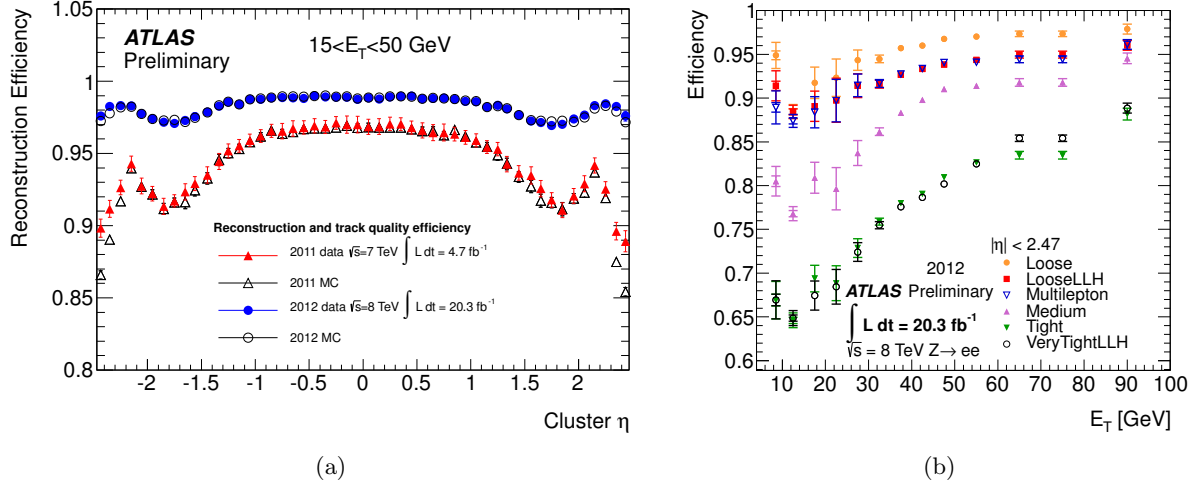 ATLAS
Preliminary
15<E_T<50 GeV
Reconstruction Efficiency
1
0.95
0.9
0.85
0.8
Reconstruction and track quality efficiency
2011 data √s=7 TeV ∫ L dt = 4.7 fb⁻¹
2011 MC
2012 data √s=8 TeV ∫ L dt = 20.3 fb⁻¹
2012 MC
-2 -1.5 -1 -0.5 0 0.5 1 1.5 2
Cluster η
(a)
Efficiency
1
0.95
0.9
0.85
0.8
0.75
0.7
0.65
0.6
|η| < 2.47
2012
ATLAS Preliminary
∫ L dt = 20.3 fb⁻¹
√s = 8 TeV Z→ ee
Loose
LooseLLH
Multilepton
Medium
Tight
VeryTightLLH
10 20 30 40 50 60 70 80 90 100
E_T [GeV]
(b)